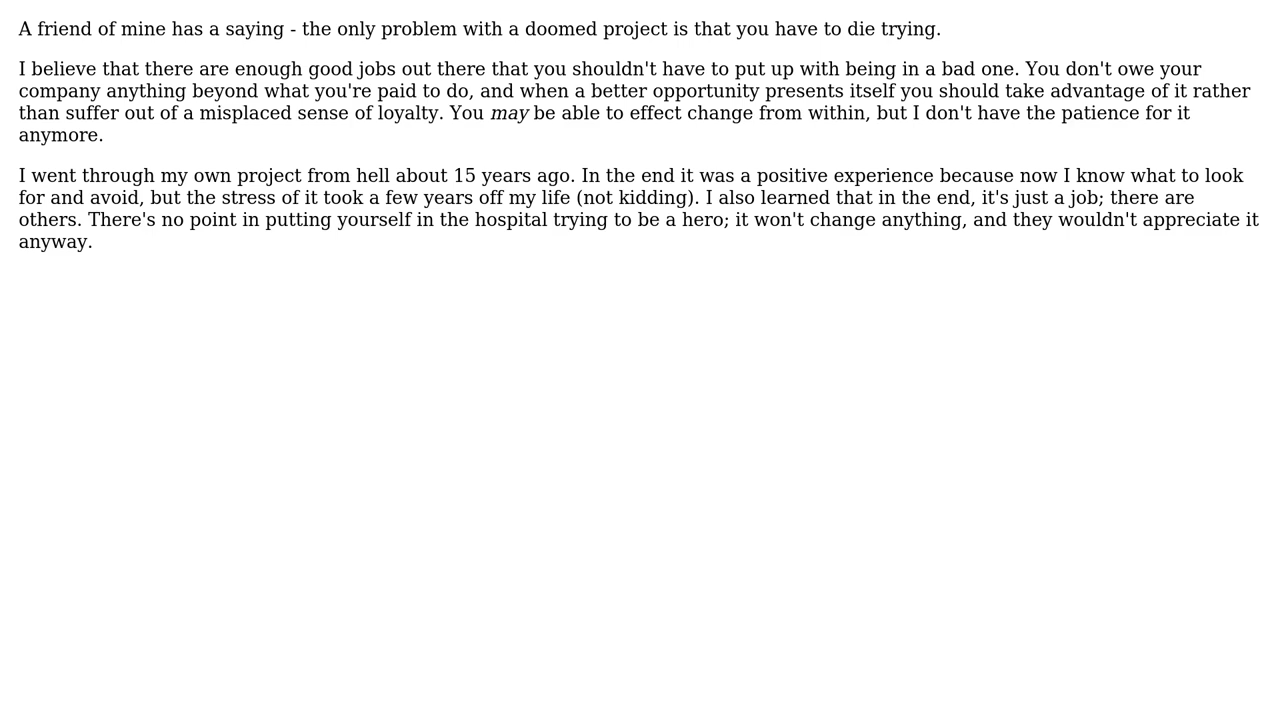 A friend of mine has a saying - the only problem with a doomed project is that you have to die trying.
I believe that there are enough good jobs out there that you shouldn't have to put up with being in a bad one. You don't owe your
company anything beyond what you're paid to do, and when a better opportunity presents itself you should take advantage of it rather
than suffer out of a misplaced sense of loyalty. You may be able to effect change from within, but I don't have the patience for it
anymore.
I went through my own project from hell about 15 years ago. In the end it was a positive experience because now I know what to look
for and avoid, but the stress of it took a few years off my life (not kidding). I also learned that in the end, it's just a job; there are
others. There's no point in putting yourself in the hospital trying to be a hero; it won't change anything, and they wouldn't appreciate it
anyway.